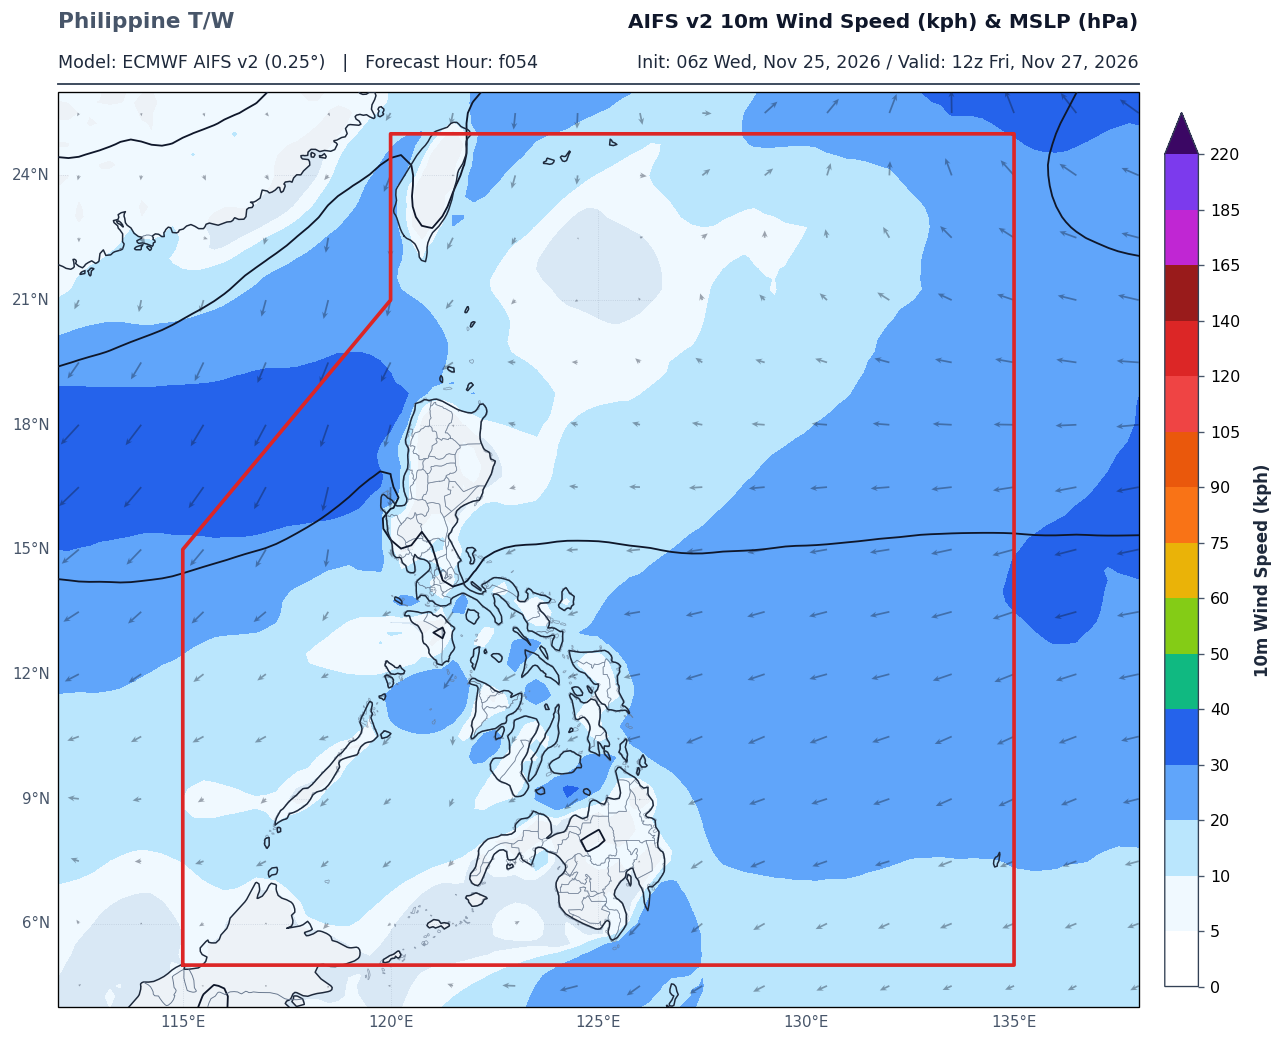 Philippine T/W
AIFS v2 10m Wind Speed (kph) & MSLP (hPa)
Model: ECMWF AIFS v2 (0.25°) | Forecast Hour: f054
Init: 06z Wed, Nov 25, 2026 / Valid: 12z Fri, Nov 27, 2026
24°N
21°N
18°N
15°N
12°N
9°N
6°N
115°E
120°E
125°E
130°E
135°E
220
185
165
140
120
105
90
75
60
50
40
30
20
10
5
0
10m Wind Speed (kph)